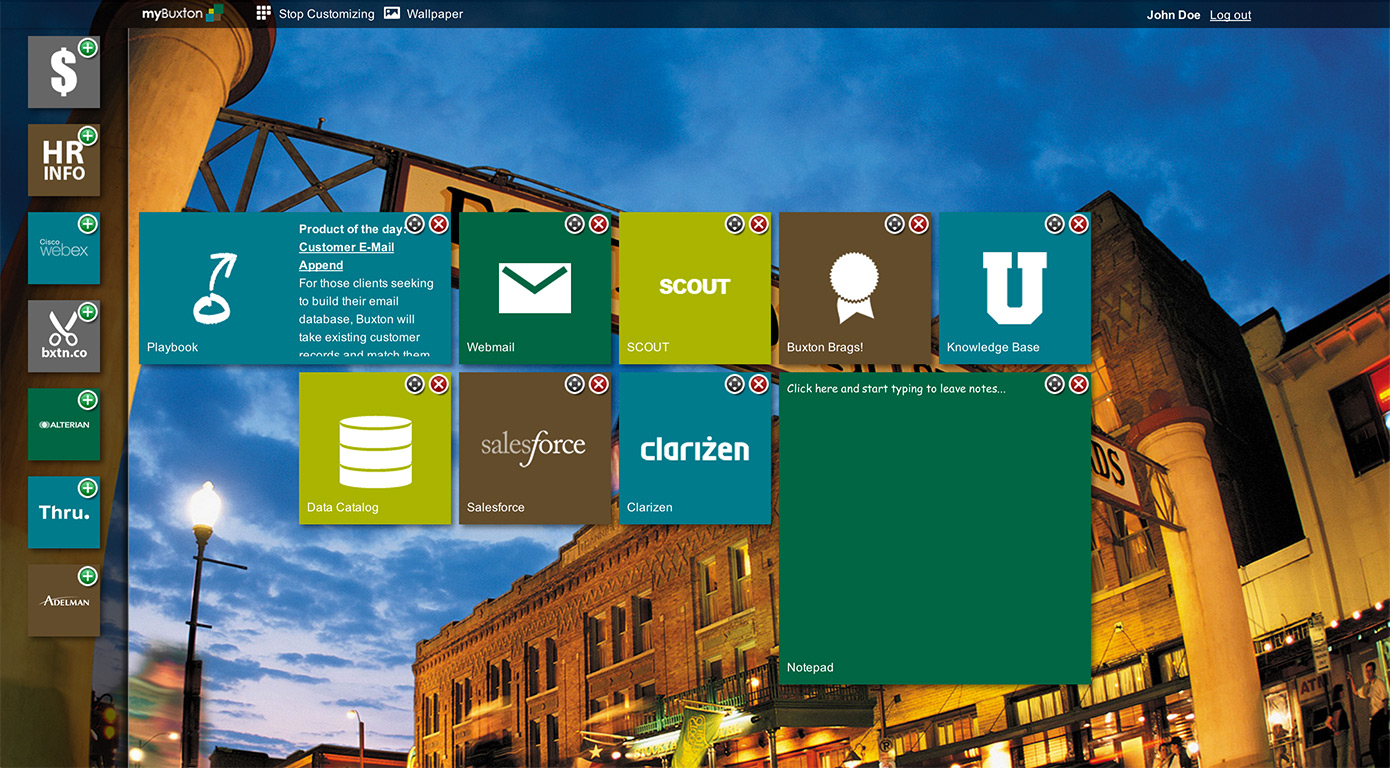 myBuxton
Stop Customizing
Wallpaper
John Doe
Log out
$
HR
INFO
Cisco
webex
bxtn.co
ALTERIAN
Thru.
ADELMAN
Product of the day:
Customer E-Mail
Append
For those clients seeking
to build their email
database, Buxton will
take existing customer
records and match them
Playbook
Webmail
SCOUT
SCOUT
Buxton Brags!
U
Knowledge Base
Data Catalog
salesforce
Salesforce
clarizen
Clarizen
Click here and start typing to leave notes...
Notepad
ATM